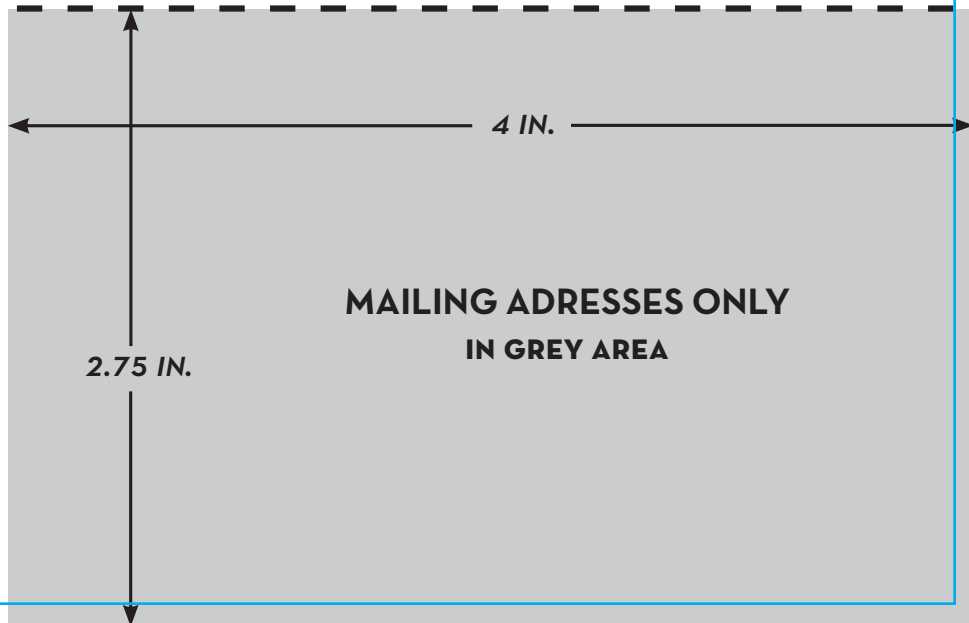 4 IN.
MAILING ADRESSES ONLY
IN GREY AREA
2.75 IN.